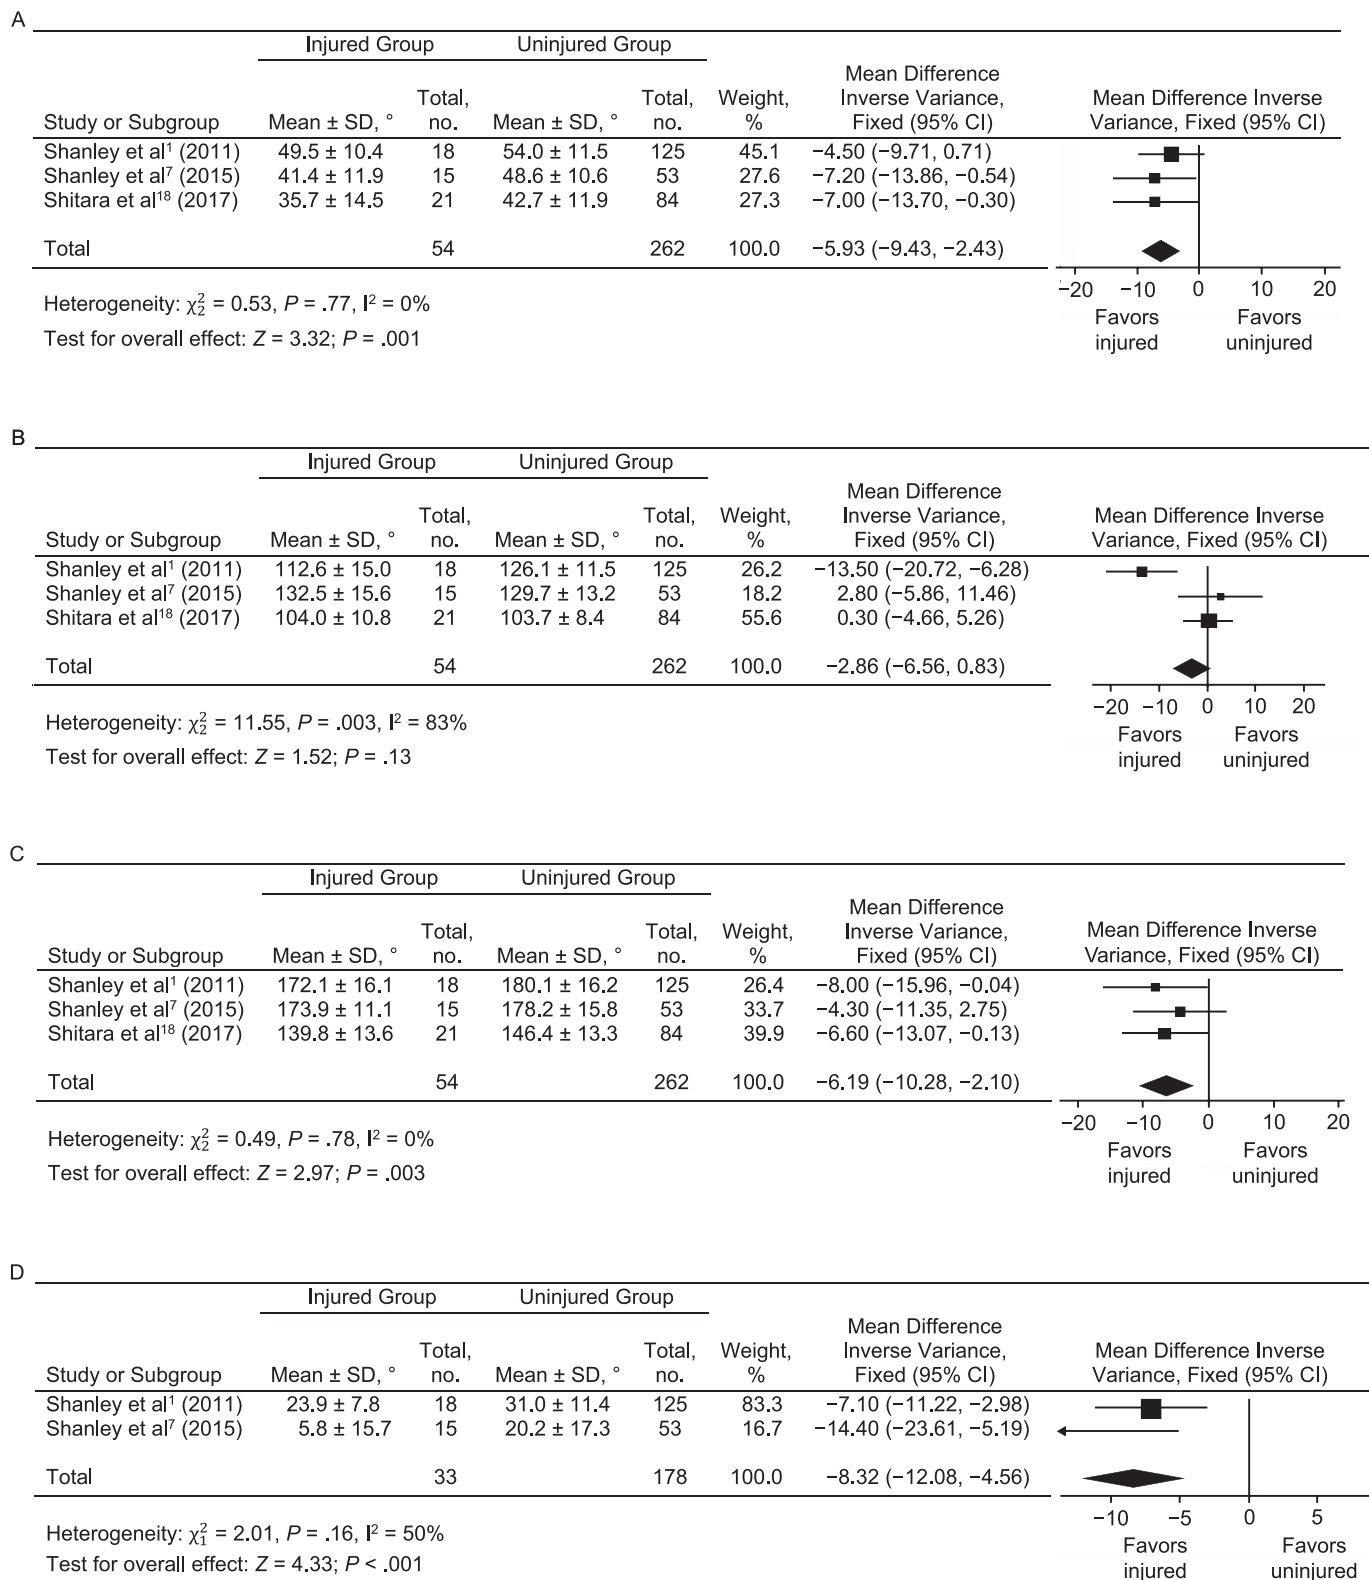 A
Injured Group Uninjured Group
Mean Difference
Total, Total, Weight, Inverse Variance, Mean Difference Inverse
Study or Subgroup Mean ± SD, ° no. Mean ± SD, ° no. % Fixed (95% CI) Variance, Fixed (95% CI)
Shanley et al¹ (2011) 49.5 ± 10.4 18 54.0 ± 11.5 125 45.1 −4.50 (−9.71, 0.71)
Shanley et al⁷ (2015) 41.4 ± 11.9 15 48.6 ± 10.6 53 27.6 −7.20 (−13.86, −0.54)
Shitara et al¹⁸ (2017) 35.7 ± 14.5 21 42.7 ± 11.9 84 27.3 −7.00 (−13.70, −0.30)
Total 54 262 100.0 −5.93 (−9.43, −2.43)
−20 −10 0 10 20
Heterogeneity: χ²₂ = 0.53, P = .77, I² = 0%
Favors injured Favors uninjured
Test for overall effect: Z = 3.32; P = .001
B
Injured Group Uninjured Group
Mean Difference
Total, Total, Weight, Inverse Variance, Mean Difference Inverse
Study or Subgroup Mean ± SD, ° no. Mean ± SD, ° no. % Fixed (95% CI) Variance, Fixed (95% CI)
Shanley et al¹ (2011) 112.6 ± 15.0 18 126.1 ± 11.5 125 26.2 −13.50 (−20.72, −6.28)
Shanley et al⁷ (2015) 132.5 ± 15.6 15 129.7 ± 13.2 53 18.2 2.80 (−5.86, 11.46)
Shitara et al¹⁸ (2017) 104.0 ± 10.8 21 103.7 ± 8.4 84 55.6 0.30 (−4.66, 5.26)
Total 54 262 100.0 −2.86 (−6.56, 0.83)
−20 −10 0 10 20
Heterogeneity: χ²₂ = 11.55, P = .003, I² = 83%
Favors injured Favors uninjured
Test for overall effect: Z = 1.52; P = .13
C
Injured Group Uninjured Group
Mean Difference
Total, Total, Weight, Inverse Variance, Mean Difference Inverse
Study or Subgroup Mean ± SD, ° no. Mean ± SD, ° no. % Fixed (95% CI) Variance, Fixed (95% CI)
Shanley et al¹ (2011) 172.1 ± 16.1 18 180.1 ± 16.2 125 26.4 −8.00 (−15.96, −0.04)
Shanley et al⁷ (2015) 173.9 ± 11.1 15 178.2 ± 15.8 53 33.7 −4.30 (−11.35, 2.75)
Shitara et al¹⁸ (2017) 139.8 ± 13.6 21 146.4 ± 13.3 84 39.9 −6.60 (−13.07, −0.13)
Total 54 262 100.0 −6.19 (−10.28, −2.10)
−20 −10 0 10 20
Heterogeneity: χ²₂ = 0.49, P = .78, I² = 0%
Favors injured Favors uninjured
Test for overall effect: Z = 2.97; P = .003
D
Injured Group Uninjured Group
Mean Difference
Total, Total, Weight, Inverse Variance, Mean Difference Inverse
Study or Subgroup Mean ± SD, ° no. Mean ± SD, ° no. % Fixed (95% CI) Variance, Fixed (95% CI)
Shanley et al¹ (2011) 23.9 ± 7.8 18 31.0 ± 11.4 125 83.3 −7.10 (−11.22, −2.98)
Shanley et al⁷ (2015) 5.8 ± 15.7 15 20.2 ± 17.3 53 16.7 −14.40 (−23.61, −5.19)
Total 33 178 100.0 −8.32 (−12.08, −4.56)
−10 −5 0 5
Heterogeneity: χ²₁ = 2.01, P = .16, I² = 50%
Favors injured Favors uninjured
Test for overall effect: Z = 4.33; P < .001